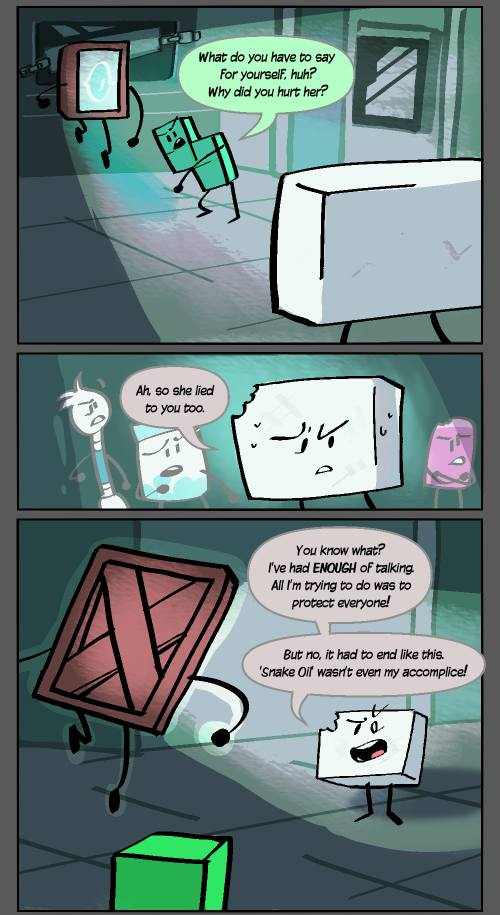 What do you have to say
For yourself, huh?
Why did you hurt her?
Ah, so she lied
to you too.
You know what?
I've had ENOUGH of talking.
All I'm trying to do was to
protect everyone!
But no, it had to end like this.
'Snake Oil' wasn't even my accomplice!